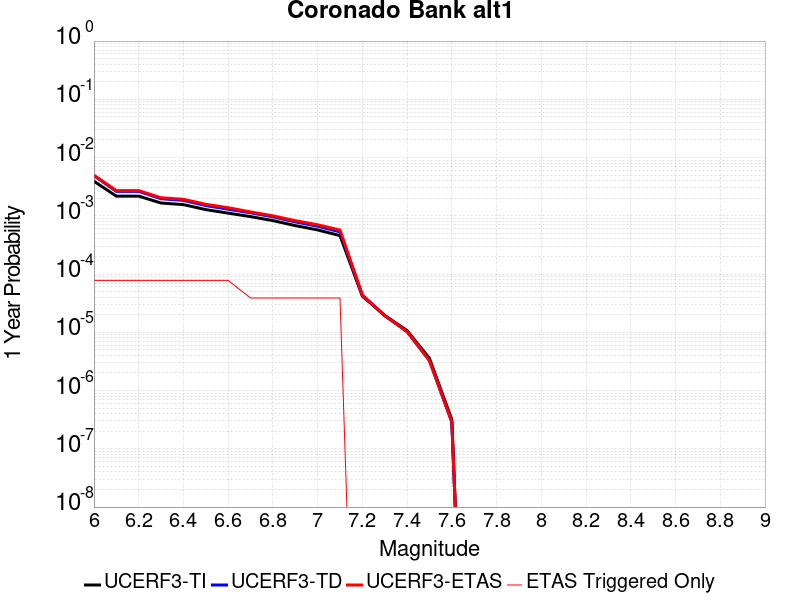 Coronado Bank alt1
10^0
10^-1
10^-2
10^-3
10^-4
10^-5
10^-6
10^-7
10^-8
1 Year Probability
6 6.2 6.4 6.6 6.8 7 7.2 7.4 7.6 7.8 8 8.2 8.4 8.6 8.8 9
Magnitude
UCERF3-TI UCERF3-TD UCERF3-ETAS ETAS Triggered Only